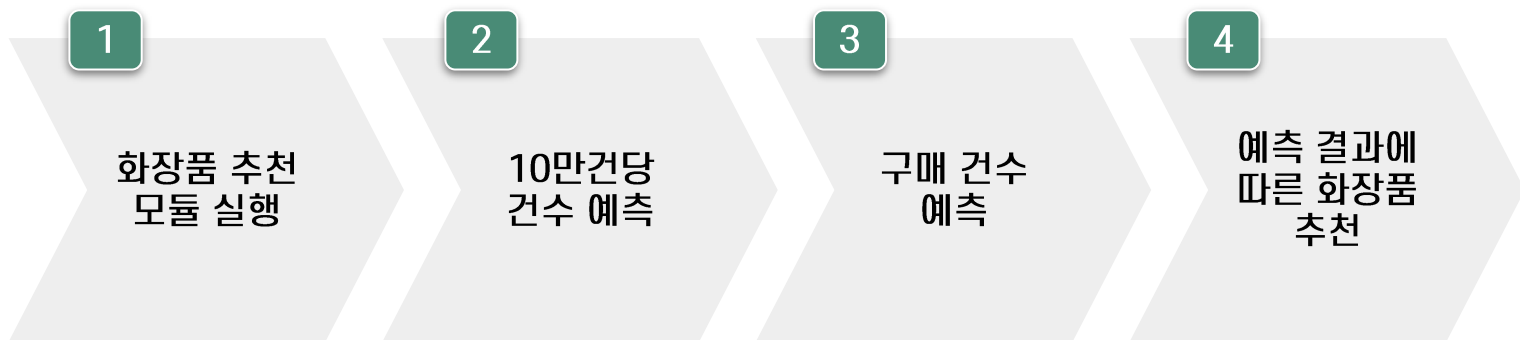 1
화장품 추천
모듈 실행
2
10만건당
건수 예측
3
구매 건수
예측
4
예측 결과에
따른 화장품
추천